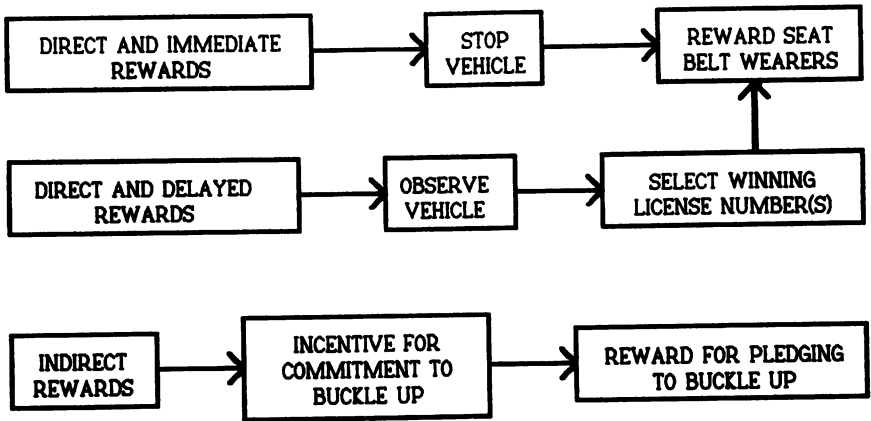 DIRECT AND IMMEDIATE
REWARDS
STOP
VEHICLE
REWARD SEAT
BELT WEARERS
DIRECT AND DELAYED
REWARDS
OBSERVE
VEHICLE
SELECT WINNING
LICENSE NUMBER(S)
INDIRECT
REWARDS
INCENTIVE FOR
COMMITMENT TO
BUCKLE UP
REWARD FOR PLEDGING
TO BUCKLE UP